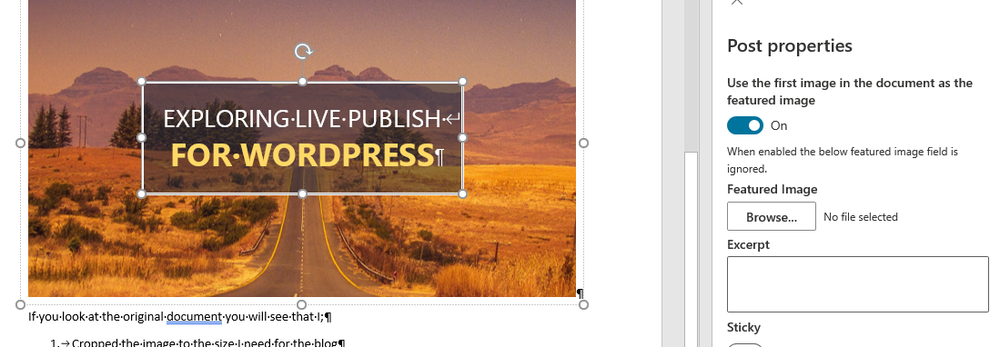 EXPLORING LIVE PUBLISH
FOR WORDPRESS
If you look at the original document you will see that I;
1. Cropped the image to the size I need for the blog
Post properties
Use the first image in the document as the
featured image
On
When enabled the below featured image field is
ignored.
Featured Image
Browse... No file selected
Excerpt
Sticky